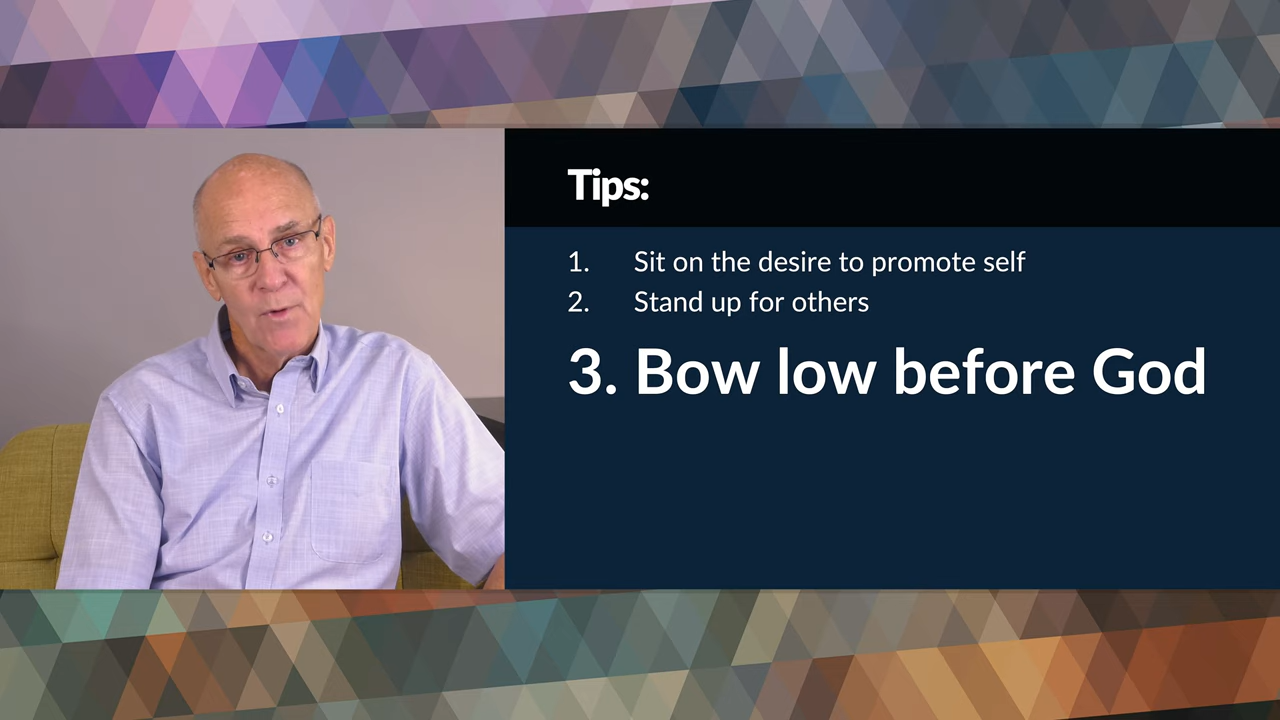 Tips:
1. Sit on the desire to promote self
2. Stand up for others
3. Bow low before God